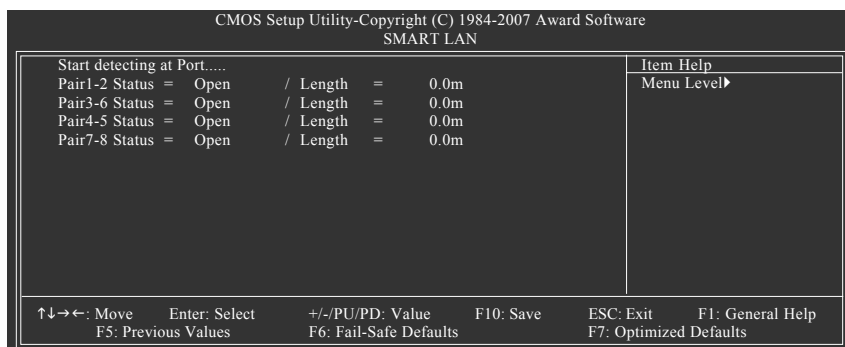 CMOS Setup Utility-Copyright (C) 1984-2007 Award Software
SMART LAN
Start detecting at Port.....
Pair1-2 Status = Open / Length = 0.0m
Pair3-6 Status = Open / Length = 0.0m
Pair4-5 Status = Open / Length = 0.0m
Pair7-8 Status = Open / Length = 0.0m
Item Help
Menu Level▶
↑↓→←: Move Enter: Select +/-/PU/PD: Value F10: Save ESC: Exit F1: General Help
F5: Previous Values F6: Fail-Safe Defaults F7: Optimized Defaults